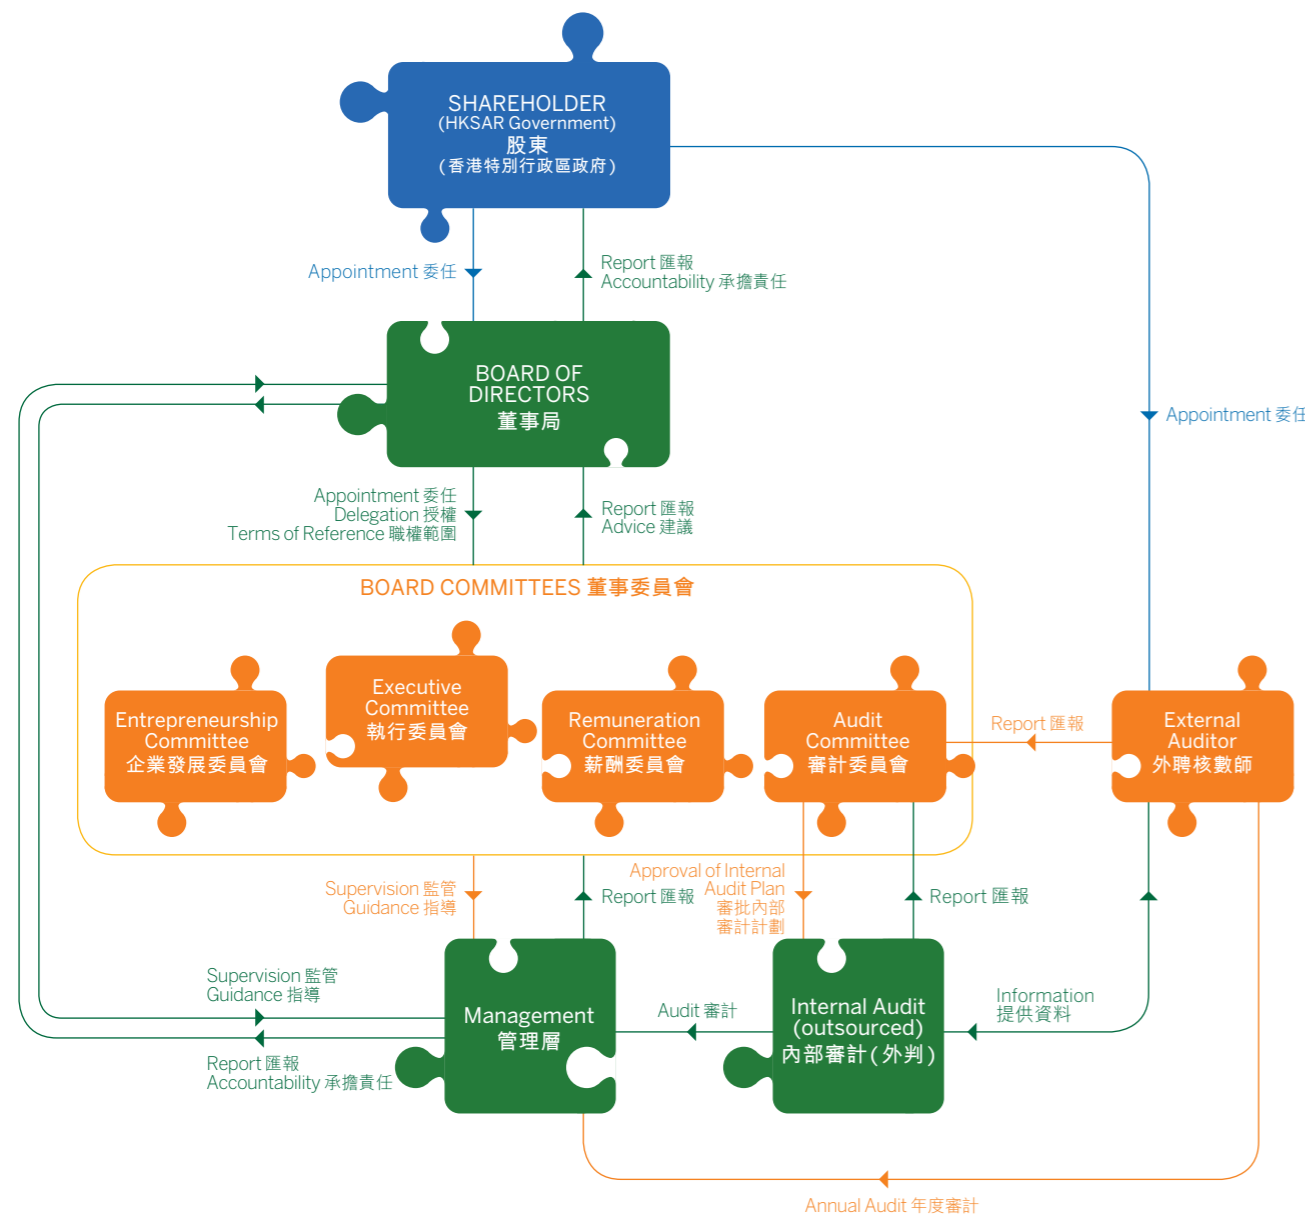 SHAREHOLDER
(HKSAR Government)
股東
(香港特別行政區政府)
Appointment 委任
Report 匯報
Accountability 承擔責任
BOARD OF
DIRECTORS
董事局
Appointment 委任
Appointment 委任
Delegation 授權
Terms of Reference 職權範圍
Report 匯報
Advice 建議
BOARD COMMITTEES 董事委員會
Entrepreneurship
Committee
企業發展委員會
Executive
Committee
執行委員會
Remuneration
Committee
薪酬委員會
Audit
Committee
審計委員會
Report 匯報
External
Auditor
外聘核數師
Supervision 監管
Guidance 指導
Report 匯報
Approval of Internal
Audit Plan
審批內部
審計計劃
Report 匯報
Supervision 監管
Guidance 指導
Management
管理層
Audit 審計
Internal Audit
(outsourced)
內部審計(外判)
Information
提供資料
Report 匯報
Accountability 承擔責任
Annual Audit 年度審計